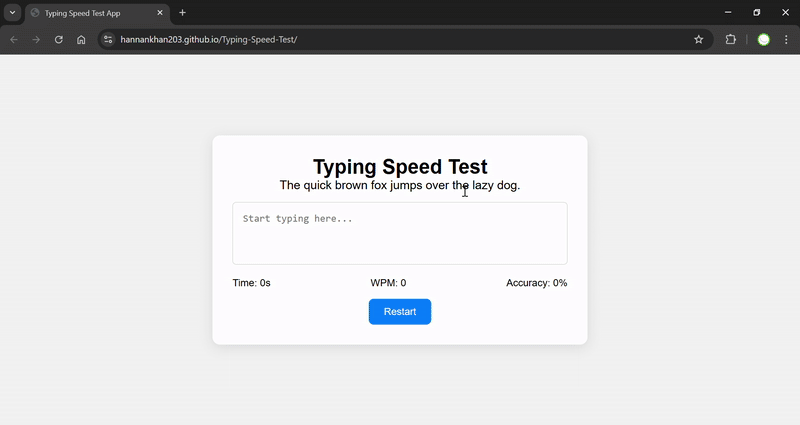 Typing Speed Test App
hannankhan203.github.io/Typing-Speed-Test/
Typing Speed Test
The quick brown fox jumps over the lazy dog.
Start typing here...
Time: 0s WPM: 0 Accuracy: 0%
Restart